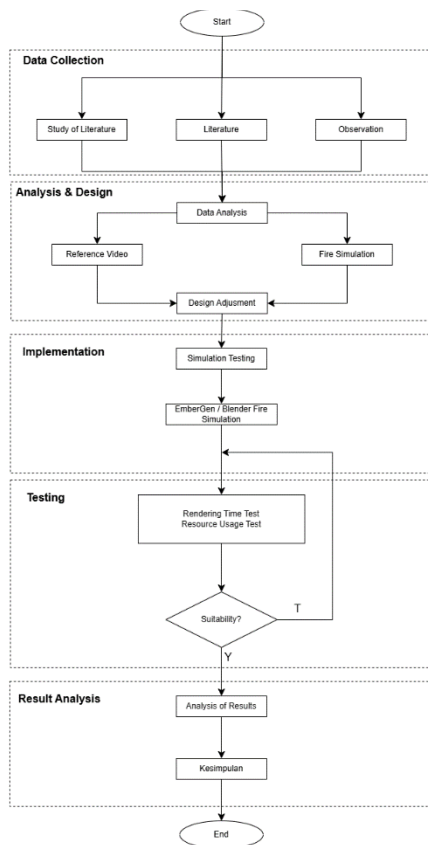 Start
Data Collection
Study of Literature
Literature
Observation
Analysis & Design
Data Analysis
Reference Video
Fire Simulation
Design Adjusment
Implementation
Simulation Testing
EmberGen / Blender Fire
Simulation
Testing
Rendering Time Test
Resource Usage Test
Suitability?
T
Y
Result Analysis
Analysis of Results
Kesimpulan
End